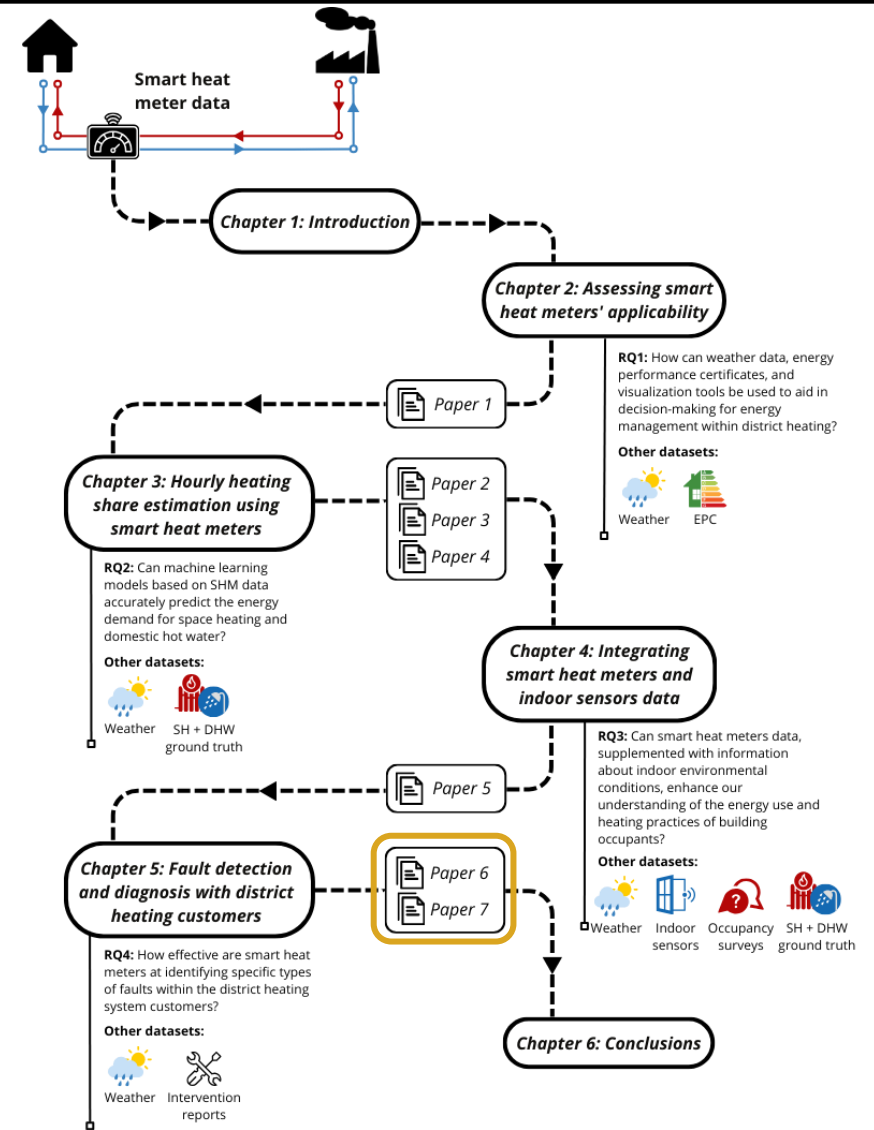 Smart heat
meter data
Chapter 1: Introduction
Chapter 2: Assessing smart
heat meters' applicability
RQ1: How can weather data, energy
performance certificates, and
visualization tools be used to aid in
decision-making for energy
management within district heating?
Other datasets:
Weather
EPC
Paper 1
Chapter 3: Hourly heating
share estimation using
smart heat meters
RQ2: Can machine learning
models based on SHM data
accurately predict the energy
demand for space heating and
domestic hot water?
Other datasets:
Weather
SH + DHW
ground truth
Paper 2
Paper 3
Paper 4
Chapter 4: Integrating
smart heat meters and
indoor sensors data
RQ3: Can smart heat meters data,
supplemented with information
about indoor environmental
conditions, enhance our
understanding of the energy use and
heating practices of building
occupants?
Other datasets:
Weather
Indoor
sensors
?
Occupancy
surveys
SH + DHW
ground truth
Paper 5
Chapter 5: Fault detection
and diagnosis with district
heating customers
RQ4: How effective are smart heat
meters at identifying specific types
of faults within the district heating
system customers?
Other datasets:
Weather
Intervention
reports
Paper 6
Paper 7
Chapter 6: Conclusions